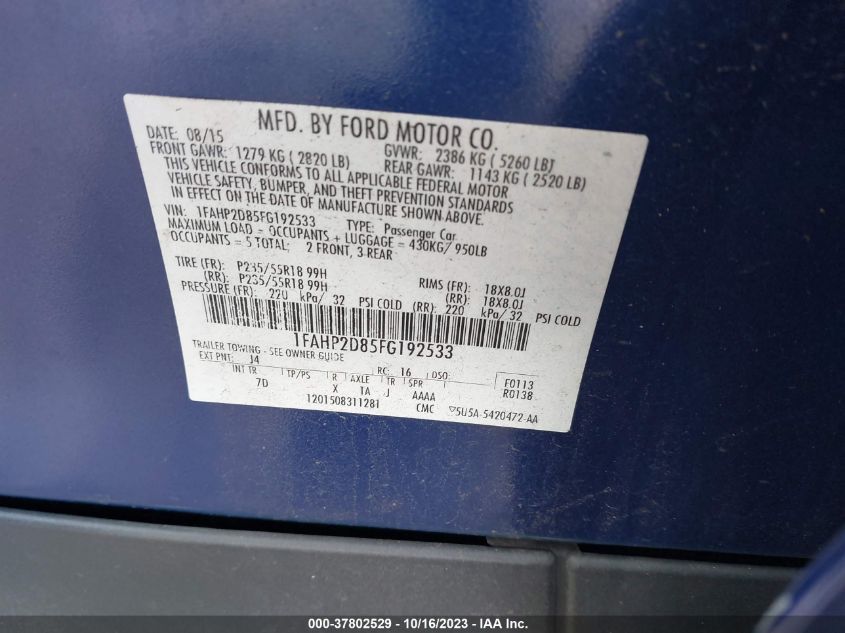 MFD. BY FORD MOTOR CO.
DATE: 08/15 GVWR: 2386 KG ( 5260 LB)
FRONT GAWR: 1279 KG ( 2820 LB) REAR GAWR: 1143 KG ( 2520 LB)
THIS VEHICLE CONFORMS TO ALL APPLICABLE FEDERAL MOTOR
VEHICLE SAFETY, BUMPER, AND THEFT PREVENTION STANDARDS
IN EFFECT ON THE DATE OF MANUFACTURE SHOWN ABOVE.
VIN: 1FAHP2D85FG192533 TYPE: Passenger Car
MAXIMUM LOAD = OCCUPANTS + LUGGAGE = 430KG/ 950LB
OCCUPANTS = 5 TOTAL; 2 FRONT, 3 REAR
TIRE (FR): P235/55R18 99H RIMS (FR): 18X8.0J
(RR): P235/55R18 99H (RR): 18X8.0J
PRESSURE (FR): 220 kPa/ 32 PSI COLD (RR): 220 kPa/ 32 PSI COLD
1FAHP2D85FG192533
TRAILER TOWING - SEE OWNER GUIDE
EXT PNT: J4 RC: 16 DSO: F0113
INT TR TP/PS R AXLE TR SPR R0138
7D X TA J AAAA
1201508311281 CMC ▽5U5A-5420472-AA
000-37802529 - 10/16/2023 - IAA Inc.